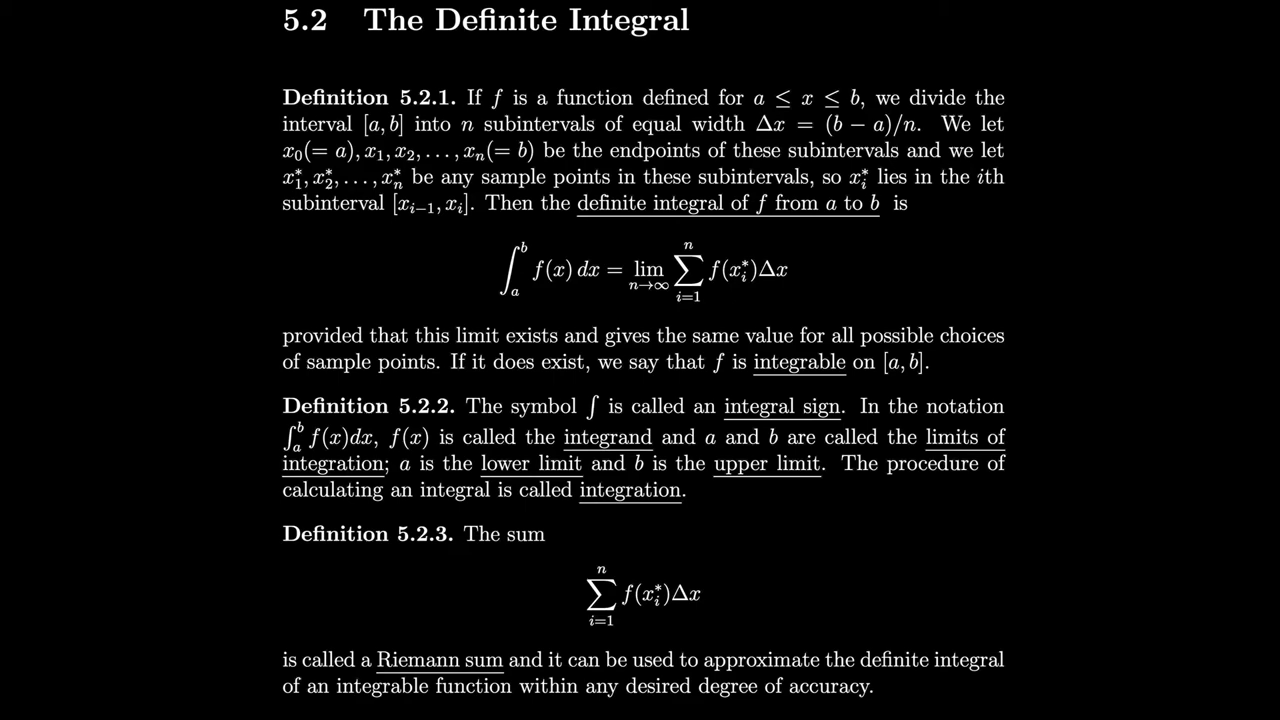 5.2 The Definite Integral
Definition 5.2.1. If f is a function defined for a ≤ x ≤ b, we divide the
interval [a, b] into n subintervals of equal width Δx = (b − a)/n. We let
x₀(= a), x₁, x₂, . . . , xₙ(= b) be the endpoints of these subintervals and we let
x₁*, x₂*, . . . , xₙ* be any sample points in these subintervals, so xᵢ* lies in the ith
subinterval [xᵢ₋₁, xᵢ]. Then the definite integral of f from a to b is
∫ₐᵇ f(x) dx = lim_{n→∞} ∑_{i=1}^{n} f(xᵢ*)Δx
provided that this limit exists and gives the same value for all possible choices
of sample points. If it does exist, we say that f is integrable on [a, b].
Definition 5.2.2. The symbol ∫ is called an integral sign. In the notation
∫ₐᵇ f(x)dx, f(x) is called the integrand and a and b are called the limits of
integration; a is the lower limit and b is the upper limit. The procedure of
calculating an integral is called integration.
Definition 5.2.3. The sum
∑_{i=1}^{n} f(xᵢ*)Δx
is called a Riemann sum and it can be used to approximate the definite integral
of an integrable function within any desired degree of accuracy.